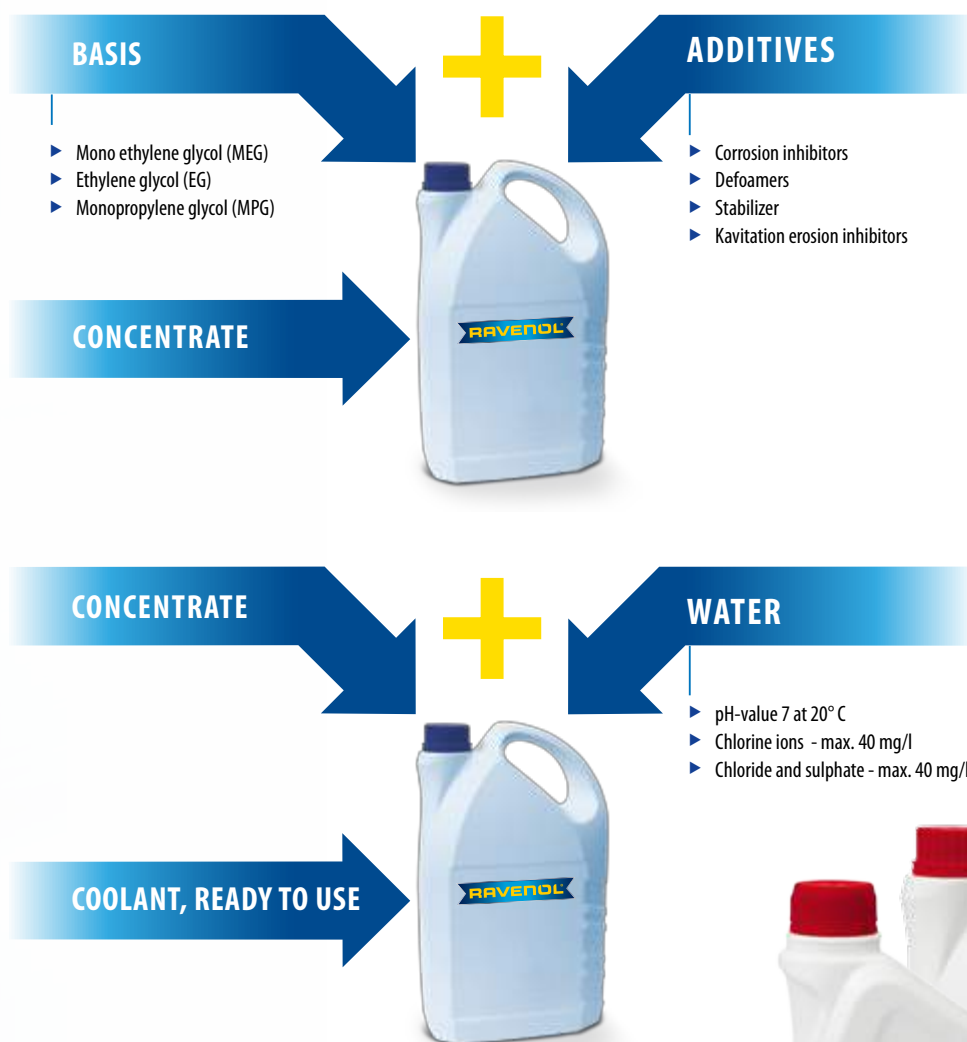 BASIS
Mono ethylene glycol (MEG)
Ethylene glycol (EG)
Monopropylene glycol (MPG)
ADDITIVES
Corrosion inhibitors
Defoamers
Stabilizer
Kavitation erosion inhibitors
CONCENTRATE
RAVENOL
CONCENTRATE
WATER
pH-value 7 at 20° C
Chlorine ions - max. 40 mg/l
Chloride and sulphate - max. 40 mg/l
COOLANT, READY TO USE
RAVENOL